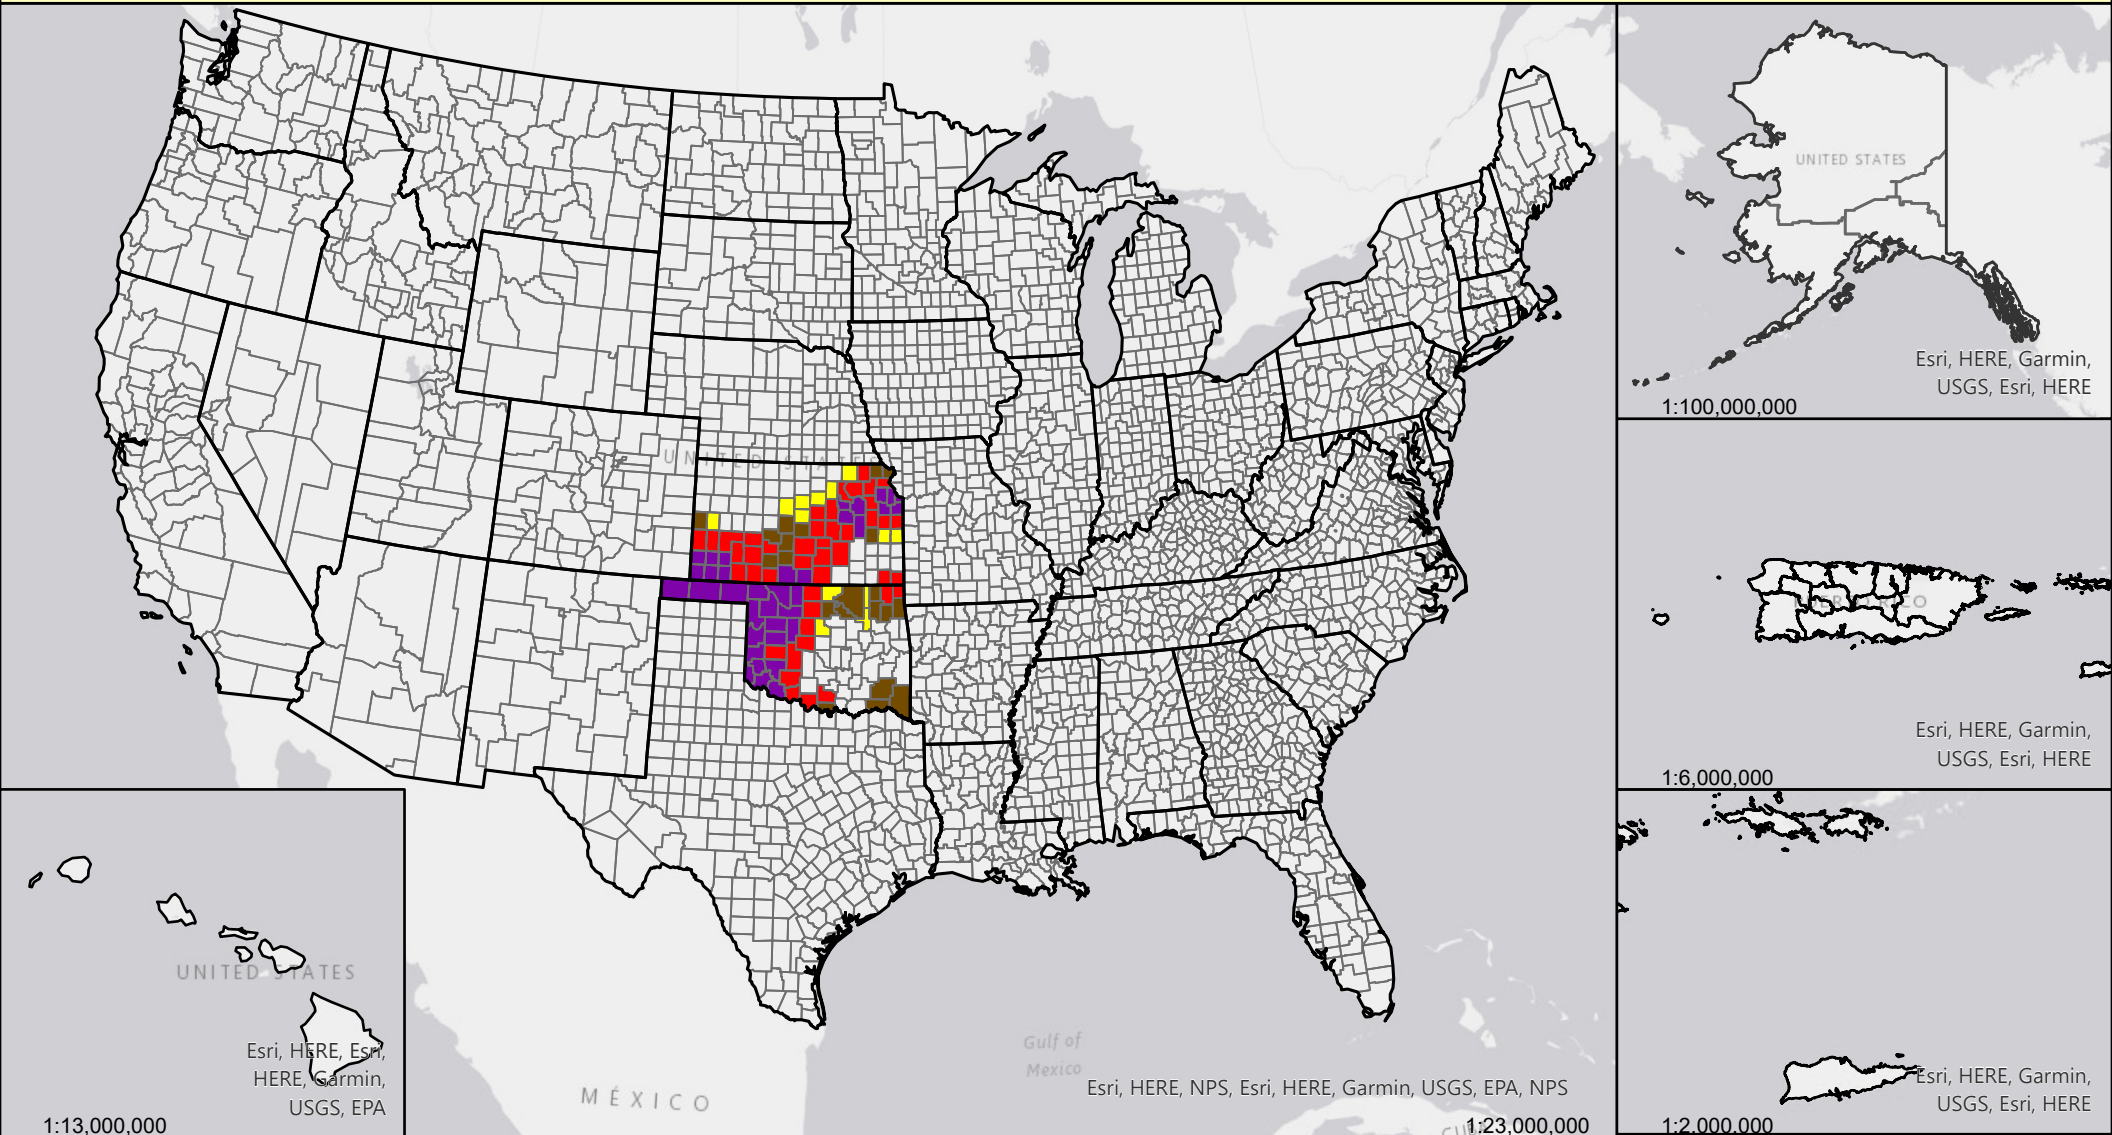 UNITED STATES
Esri, HERE, NPS, Esri, HERE, Garmin, USGS, EPA, NPS
1:23,000,000
Gulf of
Mexico
MÉXICO
UNITED STATES
Esri, HERE, Esri,
HERE, Garmin,
USGS, EPA
1:13,000,000
UNITED STATES
Esri, HERE, Garmin,
USGS, Esri, HERE
1:100,000,000
Esri, HERE, Garmin,
USGS, Esri, HERE
1:6,000,000
Esri, HERE, Garmin,
USGS, Esri, HERE
1:2,000,000